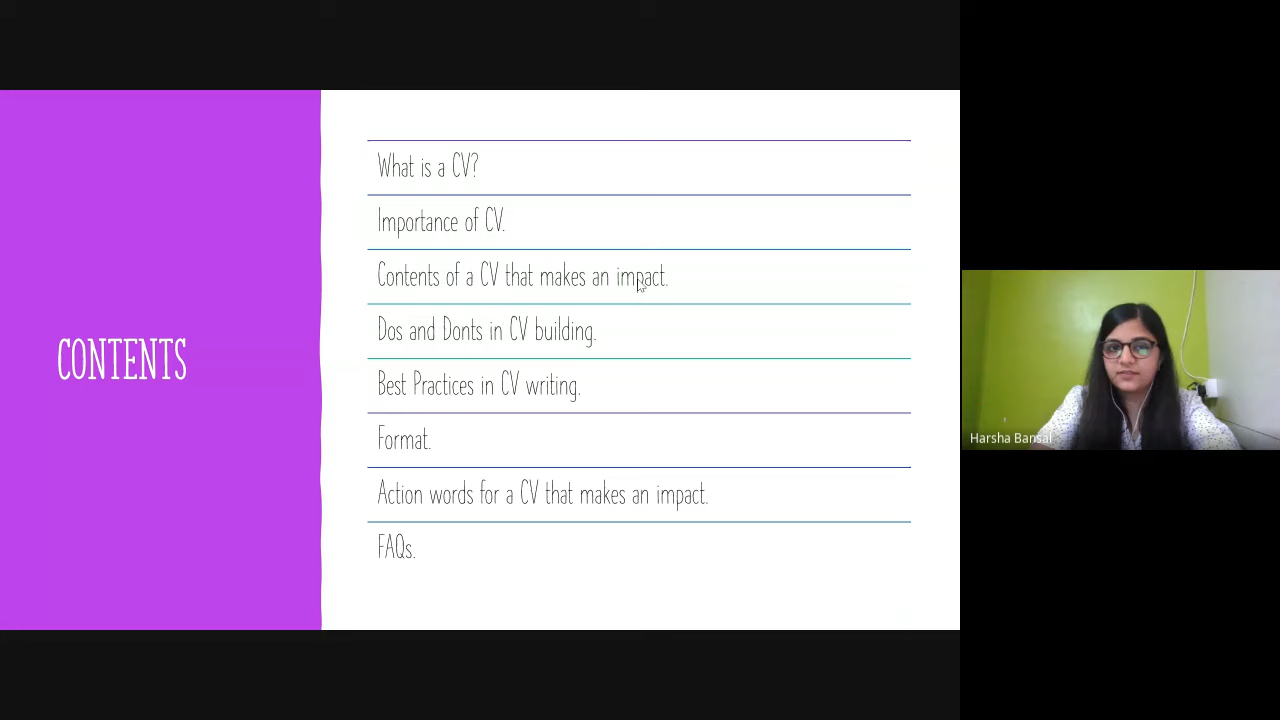 CONTENTS
What is a CV?
Importance of CV.
Contents of a CV that makes an impact.
Dos and Donts in CV building.
Best Practices in CV writing.
Format.
Action words for a CV that makes an impact.
FAQs.
Harsha Bansal